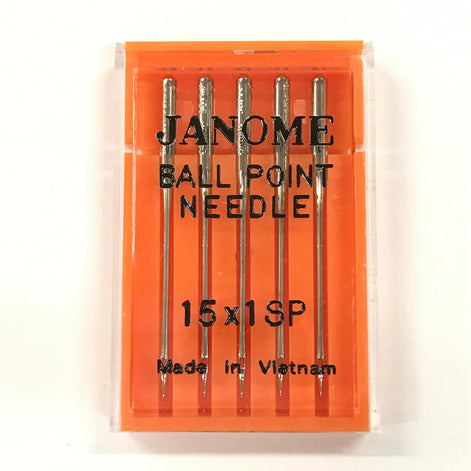 JANOME
BALL POINT
NEEDLE
15x1SP
Made in Vietnam